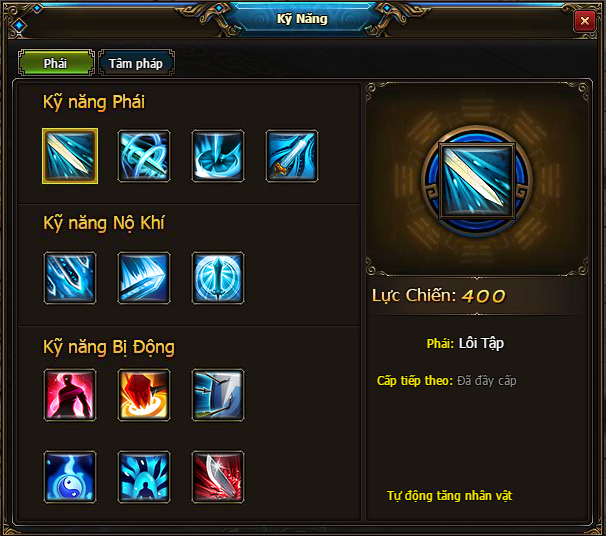 Kỹ Năng
Phái
Tâm pháp
Kỹ năng Phái
Kỹ năng Nộ Khí
Kỹ năng Bị Động
Lực Chiến: 400
Phái: Lôi Tập
Cấp tiếp theo: Đã đầy cấp
Tự động tăng nhân vật